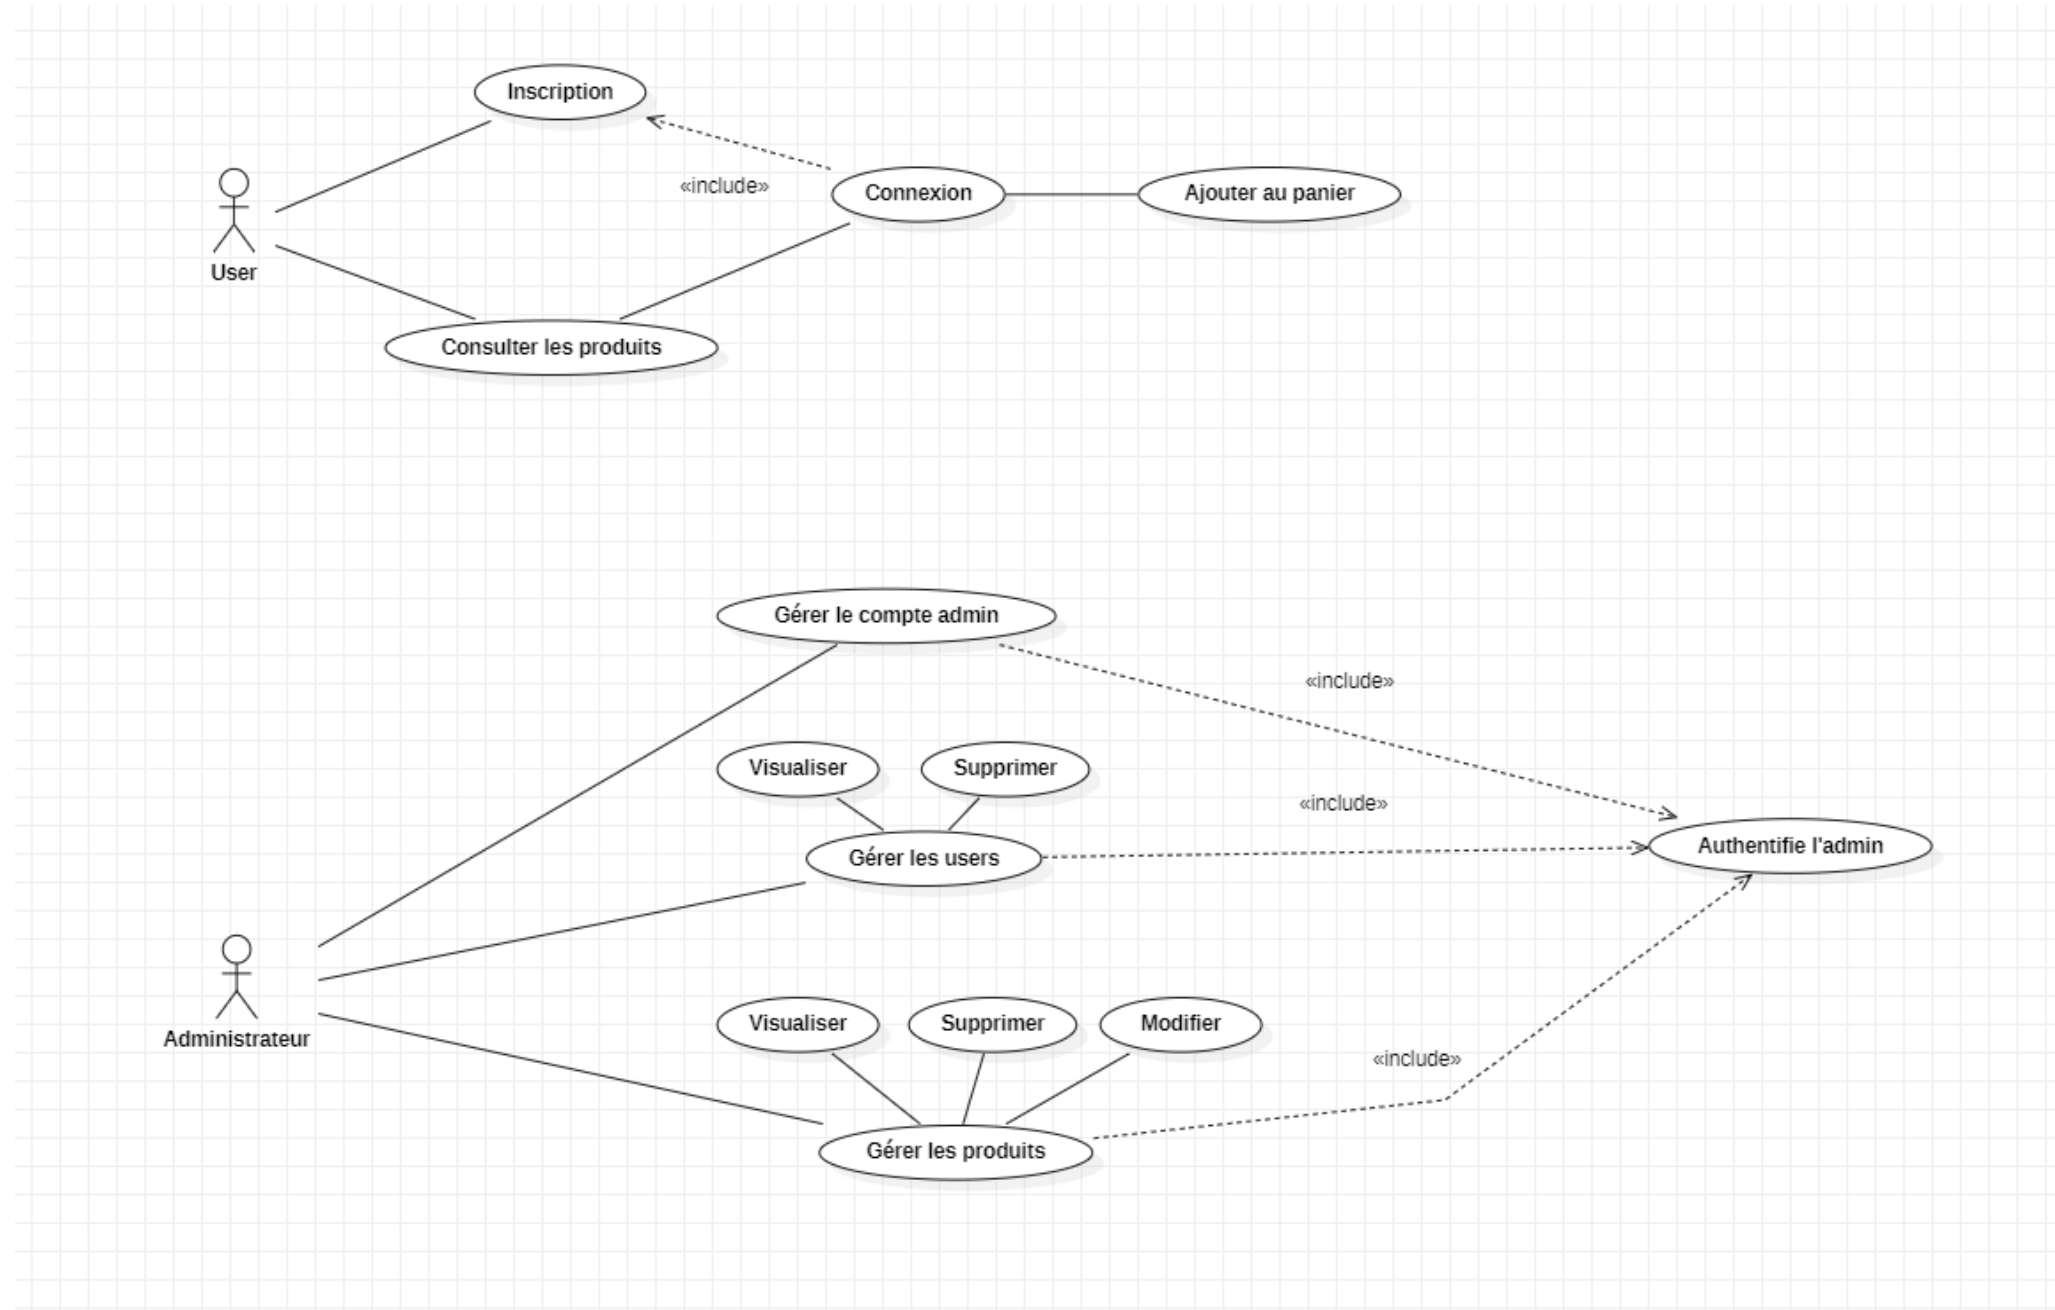 Inscription
«include»
Connexion
Ajouter au panier
User
Consulter les produits
Gérer le compte admin
«include»
Visualiser
Supprimer
«include»
Gérer les users
Authentifie l'admin
Administrateur
Visualiser
Supprimer
Modifier
«include»
Gérer les produits